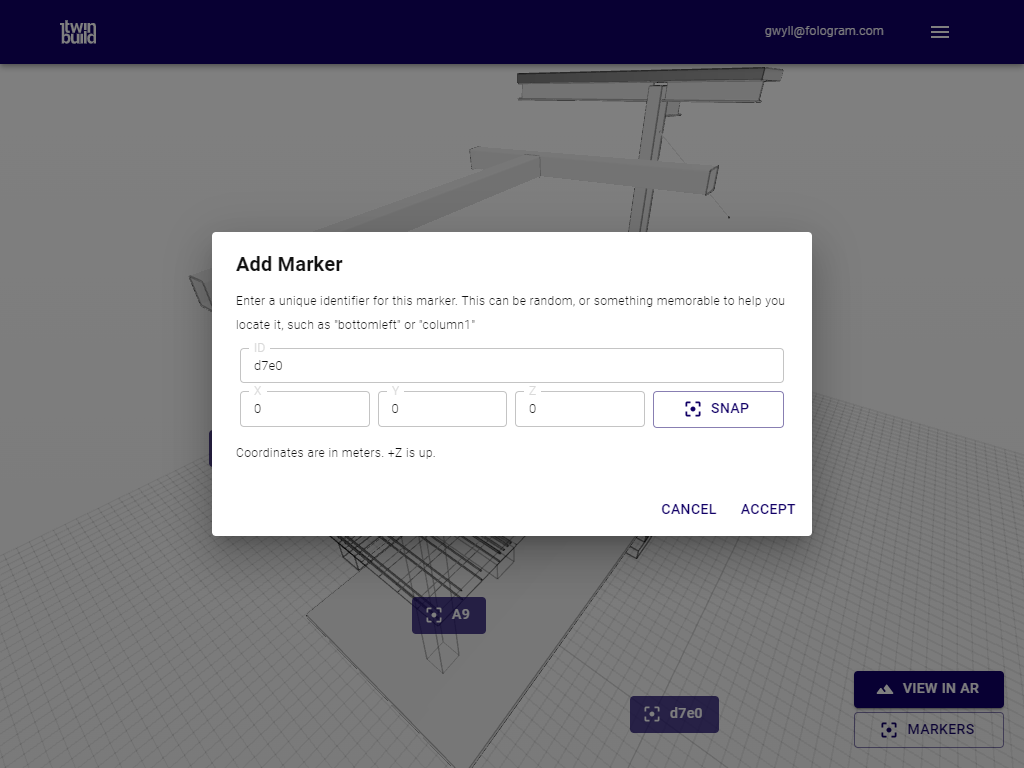 twin
build
gwyll@fologram.com
Add Marker
Enter a unique identifier for this marker. This can be random, or something memorable to help you
locate it, such as "bottomleft" or "column1"
ID
d7e0
X
0
Y
0
Z
0
SNAP
Coordinates are in meters. +Z is up.
CANCEL
ACCEPT
A9
d7e0
VIEW IN AR
MARKERS